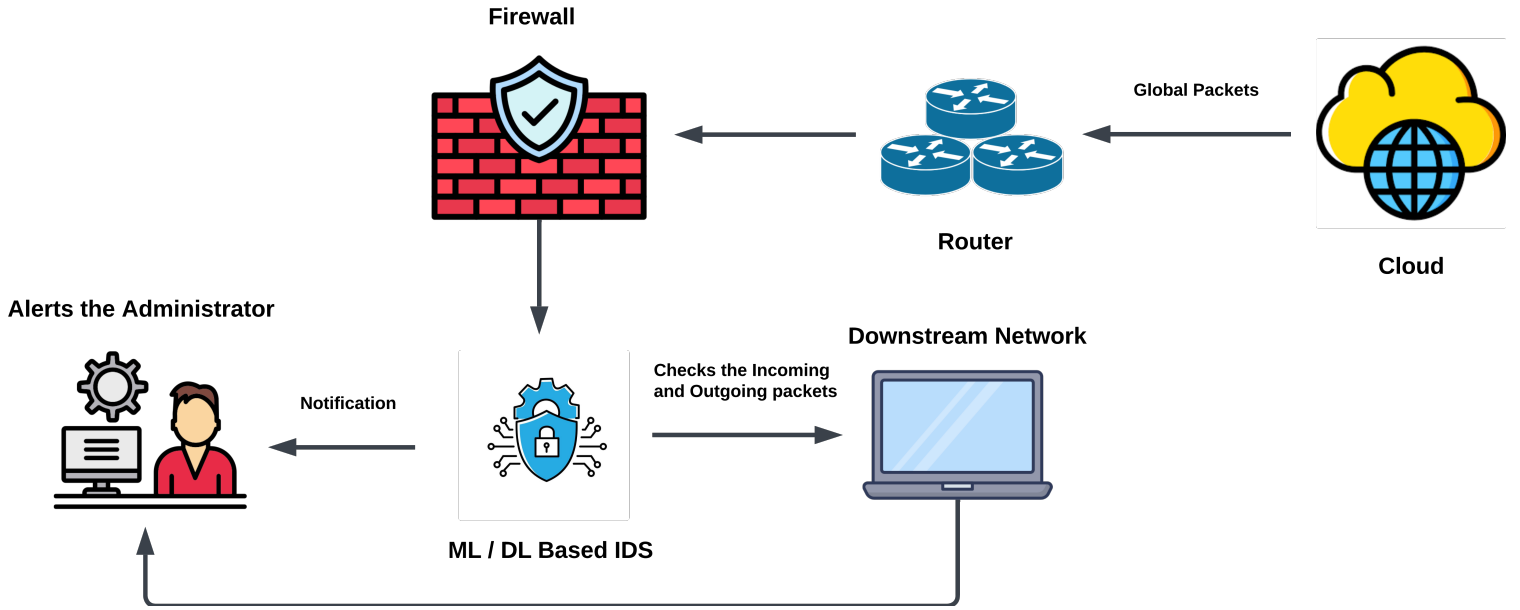 Firewall
Global Packets
Router
Cloud
Alerts the Administrator
Downstream Network
Checks the Incoming
and Outgoing packets
Notification
ML / DL Based IDS